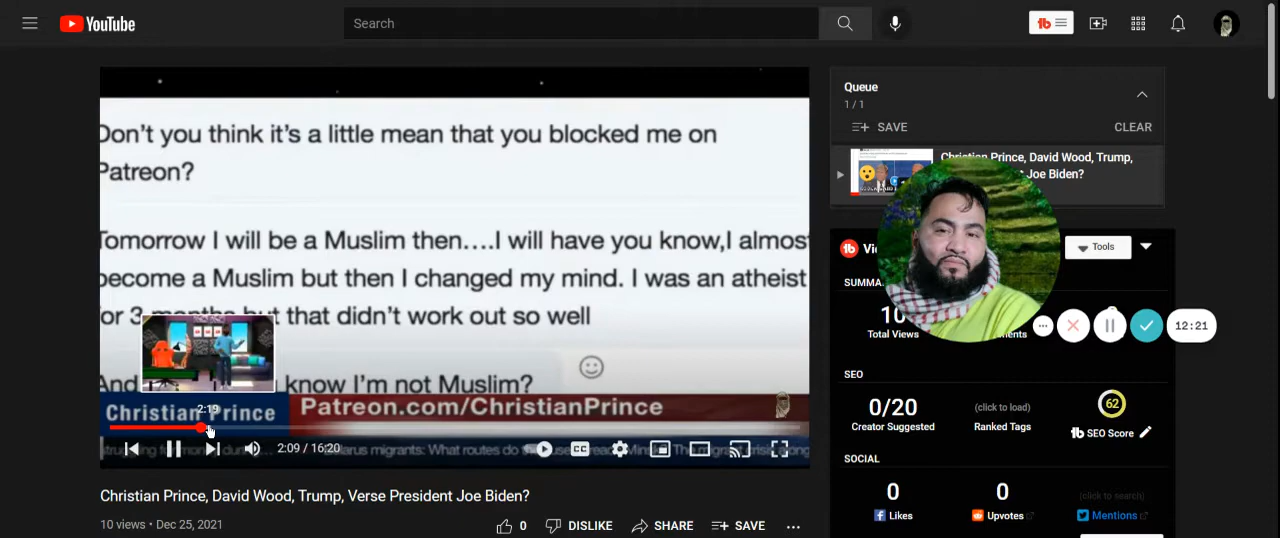 YouTube
Search
Don't you think it's a little mean that you blocked me on
Patreon?
Tomorrow I will be a Muslim then....I will have you know,I almost
become a Muslim but then I changed my mind. I was an atheist
for 3 months but that didn't work out so well
know I'm not Muslim?
2:19
Christian Prince
Patreon.com/ChristianPrince
2:09 / 16:20
CC
Christian Prince, David Wood, Trump, Verse President Joe Biden?
10 views • Dec 25, 2021
0
DISLIKE
SHARE
SAVE
Queue
1 / 1
SAVE
CLEAR
Christian Prince, David Wood, Trump,
Joe Biden?
Tools
10
Total Views
12:21
SEO
0/20
Creator Suggested
(click to load)
Ranked Tags
62
SEO Score
SOCIAL
0
Likes
0
Upvotes
(click to search)
Mentions